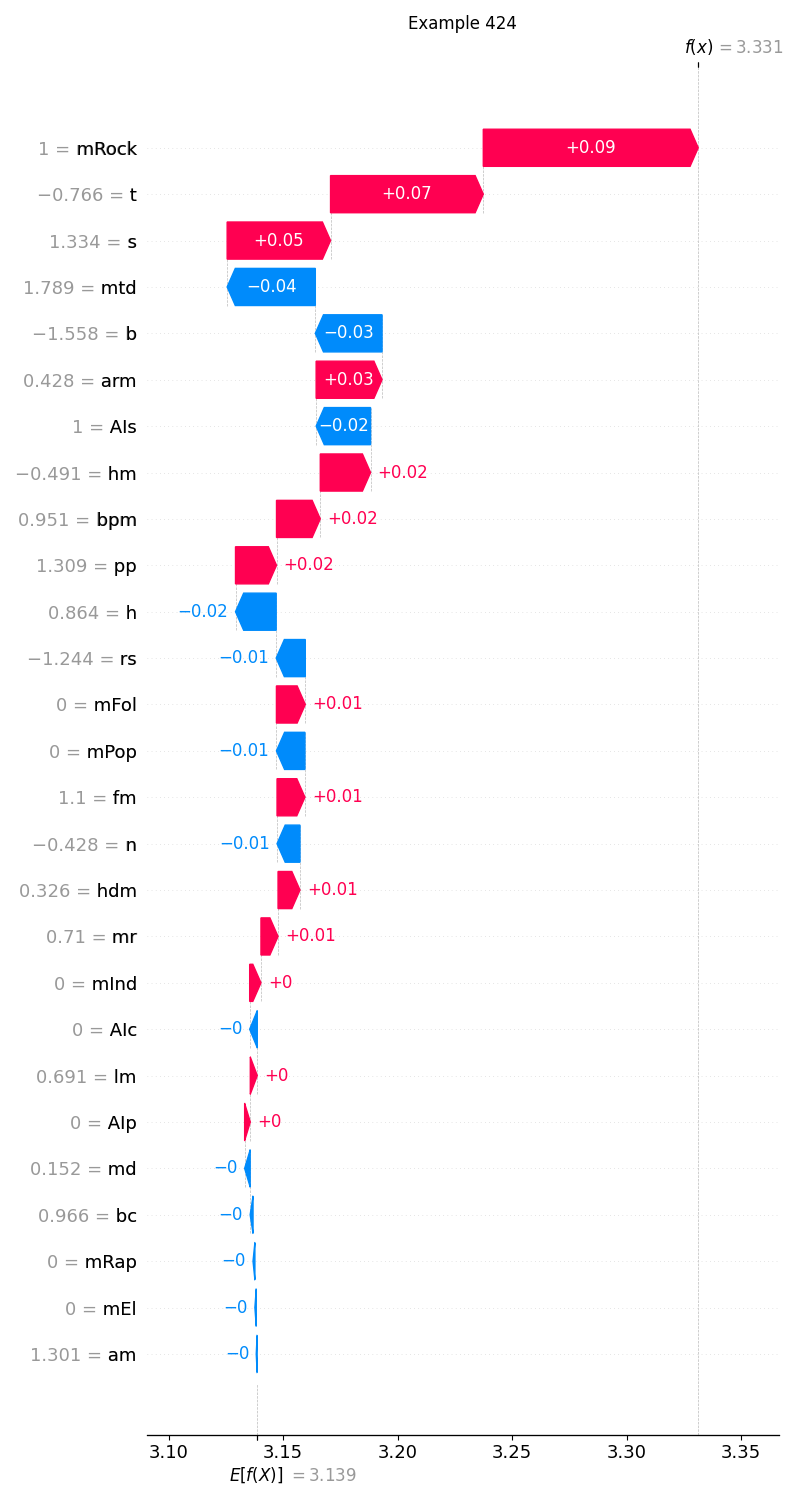 Example 424
f(x) = 3.331
1 = mRock +0.09
−0.766 = t +0.07
1.334 = s +0.05
1.789 = mtd −0.04
−1.558 = b −0.03
0.428 = arm +0.03
1 = AIs −0.02
−0.491 = hm +0.02
0.951 = bpm +0.02
1.309 = pp +0.02
0.864 = h −0.02
−1.244 = rs −0.01
0 = mFol +0.01
0 = mPop −0.01
1.1 = fm +0.01
−0.428 = n −0.01
0.326 = hdm +0.01
0.71 = mr +0.01
0 = mInd +0
0 = AIc −0
0.691 = lm +0
0 = AIp +0
0.152 = md −0
0.966 = bc −0
0 = mRap −0
0 = mEl −0
1.301 = am −0
3.10 3.15 3.20 3.25 3.30 3.35
E[f(X)] = 3.139